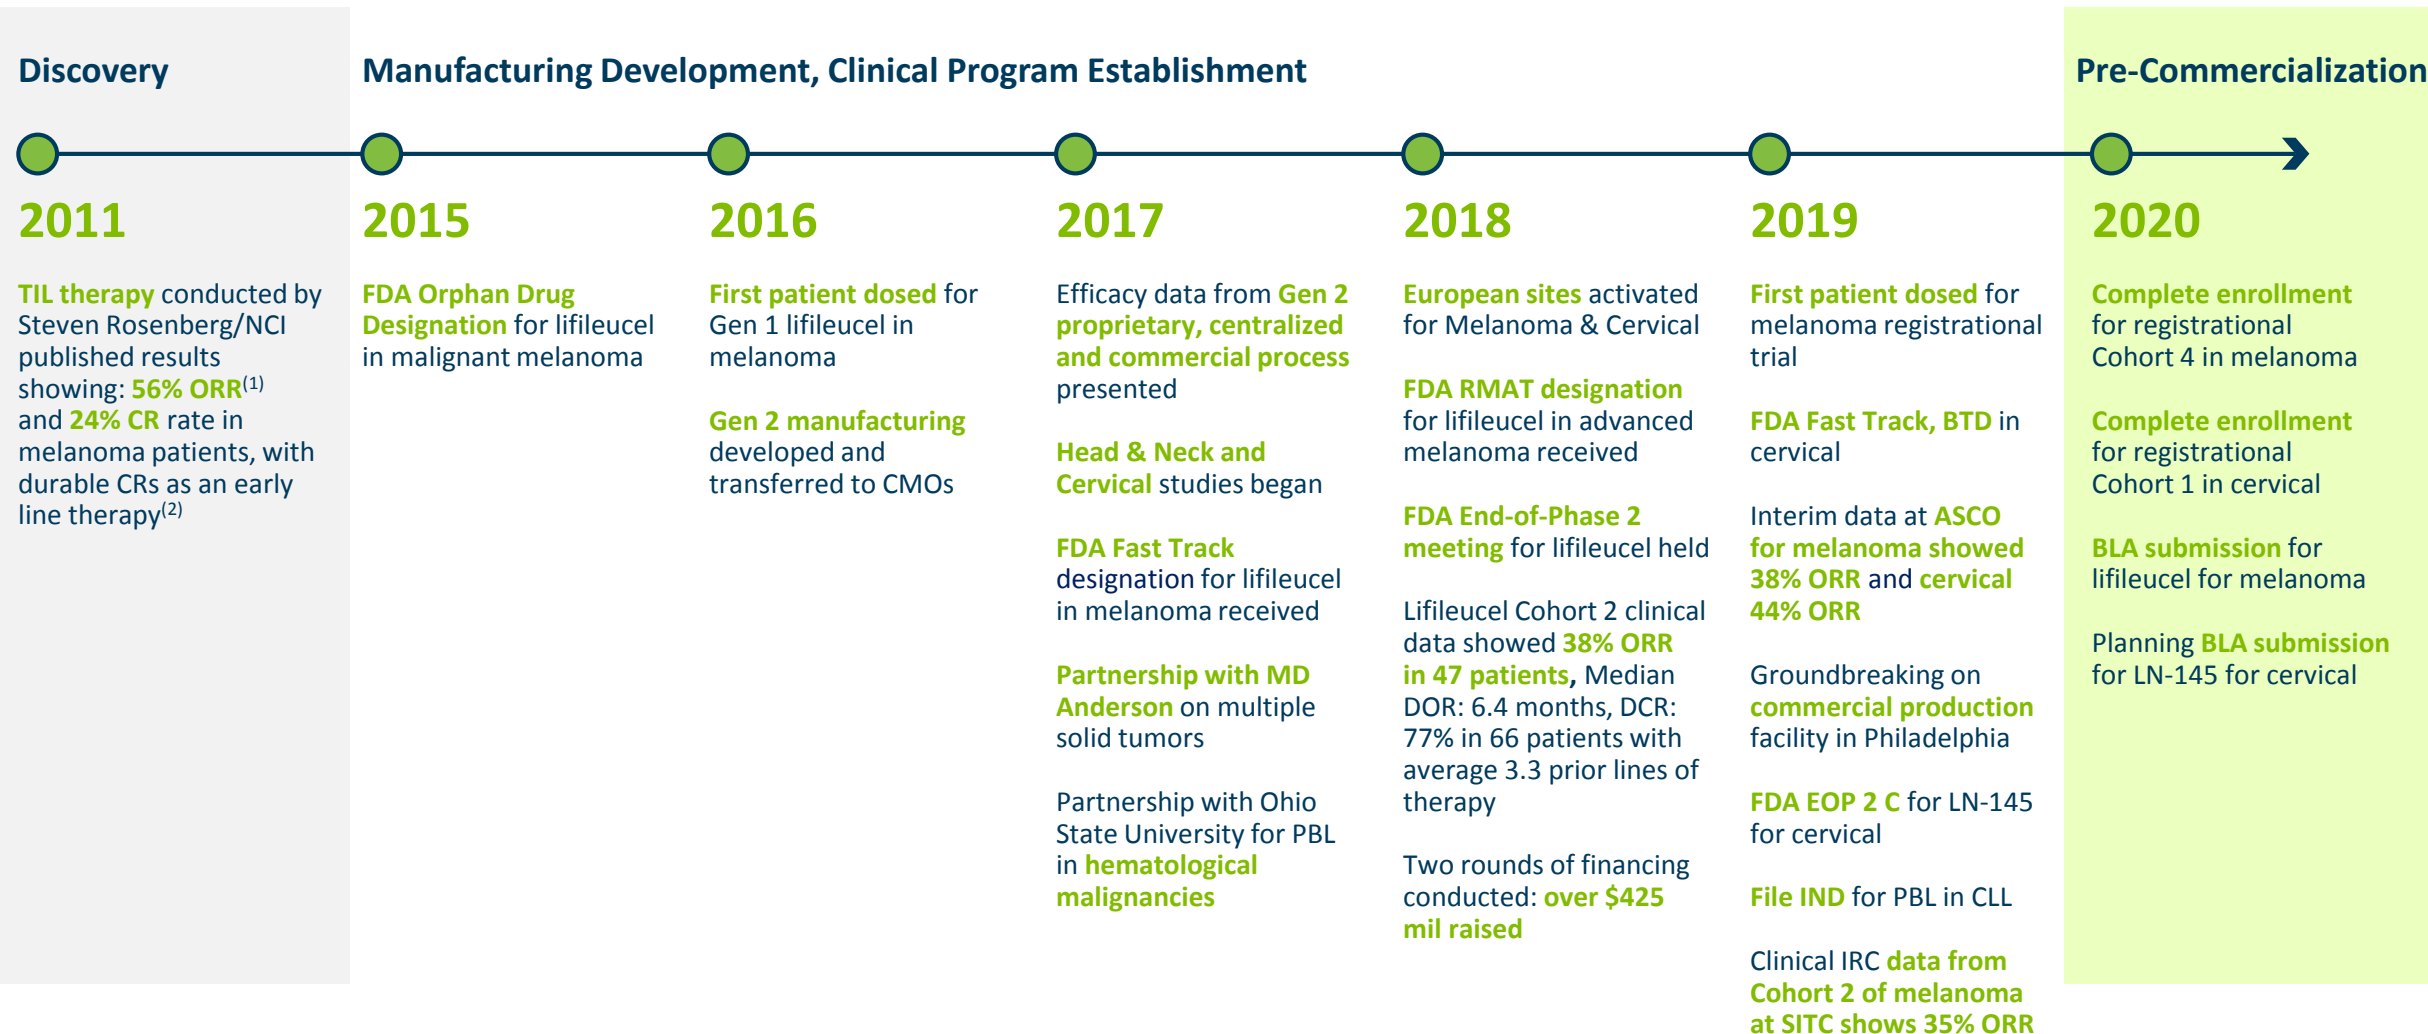 Discovery
Manufacturing Development, Clinical Program Establishment
Pre-Commercialization
2011
TIL therapy conducted by
Steven Rosenberg/NCI
published results
showing: 56% ORR(1)
and 24% CR rate in
melanoma patients, with
durable CRs as an early
line therapy(2)
2015
FDA Orphan Drug
Designation for lifileucel
in malignant melanoma
2016
First patient dosed for
Gen 1 lifileucel in
melanoma
Gen 2 manufacturing
developed and
transferred to CMOs
2017
Efficacy data from Gen 2
proprietary, centralized
and commercial process
presented
Head & Neck and
Cervical studies began
FDA Fast Track
designation for lifileucel
in melanoma received
Partnership with MD
Anderson on multiple
solid tumors
Partnership with Ohio
State University for PBL
in hematological
malignancies
2018
European sites activated
for Melanoma & Cervical
FDA RMAT designation
for lifileucel in advanced
melanoma received
FDA End-of-Phase 2
meeting for lifileucel held
Lifileucel Cohort 2 clinical
data showed 38% ORR
in 47 patients, Median
DOR: 6.4 months, DCR:
77% in 66 patients with
average 3.3 prior lines of
therapy
Two rounds of financing
conducted: over $425
mil raised
2019
First patient dosed for
melanoma registrational
trial
FDA Fast Track, BTD in
cervical
Interim data at ASCO
for melanoma showed
38% ORR and cervical
44% ORR
Groundbreaking on
commercial production
facility in Philadelphia
FDA EOP 2 C for LN-145
for cervical
File IND for PBL in CLL
Clinical IRC data from
Cohort 2 of melanoma
at SITC shows 35% ORR
2020
Complete enrollment
for registrational
Cohort 4 in melanoma
Complete enrollment
for registrational
Cohort 1 in cervical
BLA submission for
lifileucel for melanoma
Planning BLA submission
for LN-145 for cervical